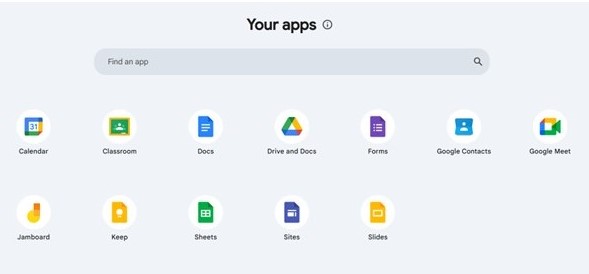 Your apps
Find an app
31
Calendar
Classroom
Docs
Drive and Docs
Forms
Google Contacts
Google Meet
Jamboard
Keep
Sheets
Sites
Slides